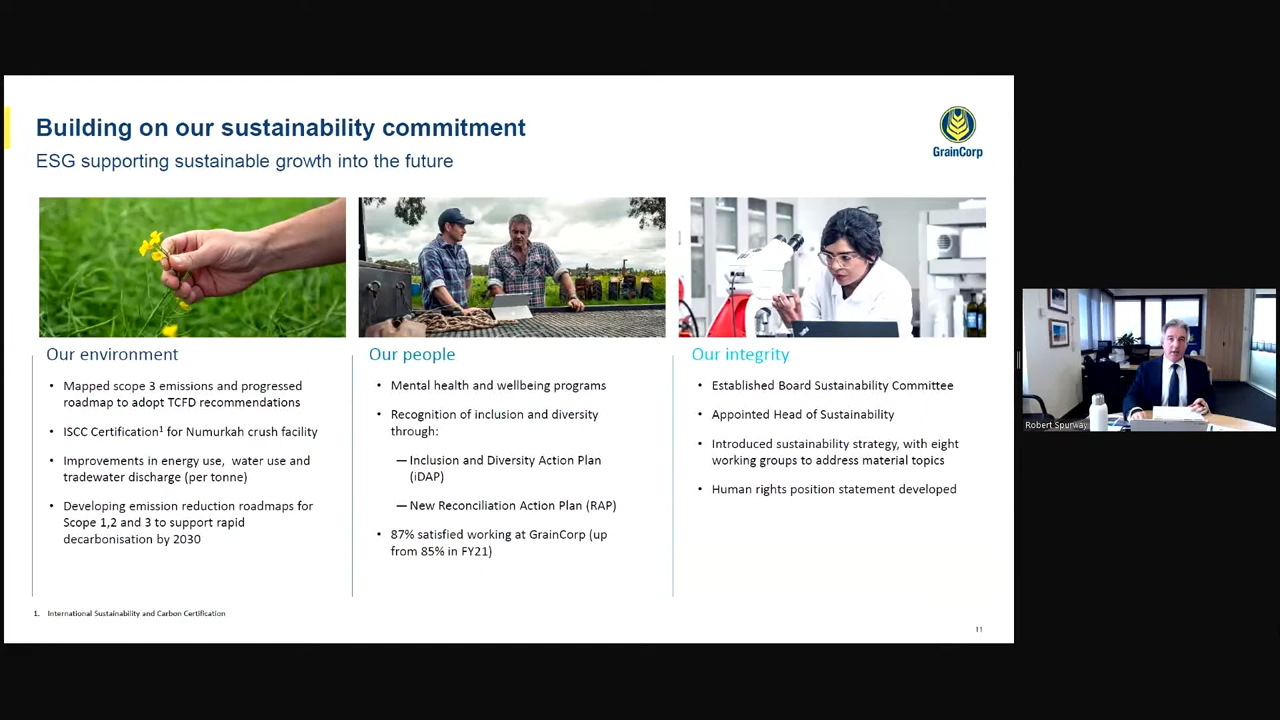 Building on our sustainability commitment
ESG supporting sustainable growth into the future
GrainCorp
Our environment
• Mapped scope 3 emissions and progressed
roadmap to adopt TCFD recommendations
• ISCC Certification¹ for Numurkah crush facility
• Improvements in energy use, water use and
tradewater discharge (per tonne)
• Developing emission reduction roadmaps for
Scope 1,2 and 3 to support rapid
decarbonisation by 2030
Our people
• Mental health and wellbeing programs
• Recognition of inclusion and diversity
through:
— Inclusion and Diversity Action Plan
(iDAP)
— New Reconciliation Action Plan (RAP)
• 87% satisfied working at GrainCorp (up
from 85% in FY21)
Our integrity
• Established Board Sustainability Committee
• Appointed Head of Sustainability
• Introduced sustainability strategy, with eight
working groups to address material topics
• Human rights position statement developed
1. International Sustainability and Carbon Certification
11
Robert Spurway